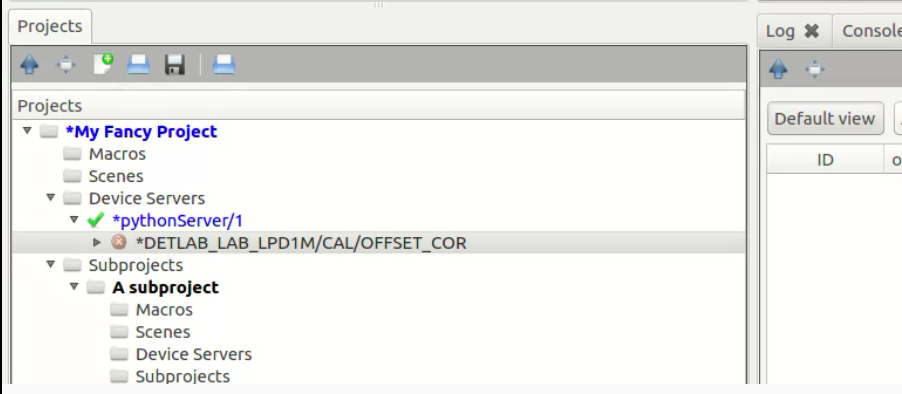 Projects
Projects
*My Fancy Project
Macros
Scenes
Device Servers
*pythonServer/1
*DETLAB_LAB_LPD1M/CAL/OFFSET_COR
Subprojects
A subproject
Macros
Scenes
Device Servers
Subprojects
Log Console
Default view
ID